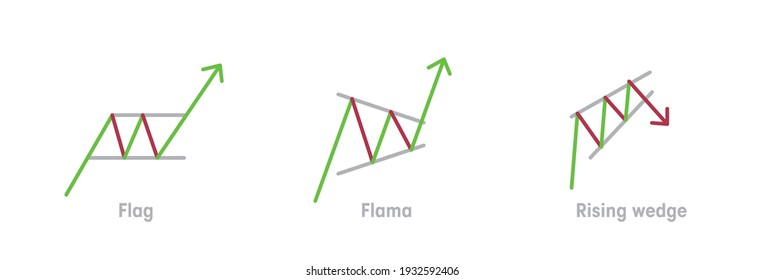 Flag
Flama
Rising wedge
shutterstock.com · 1932592406